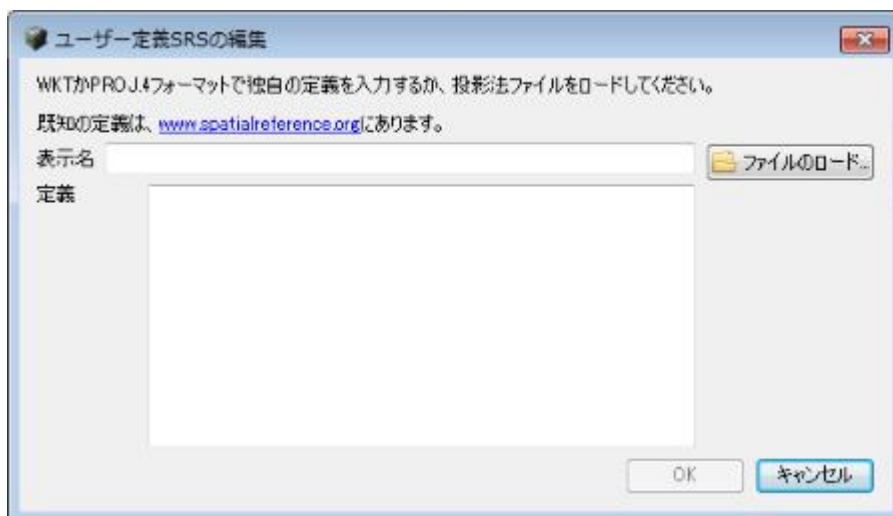 ユーザー定義SRSの編集
WKTかPROJ.4フォーマットで独自の定義を入力するか、投影法ファイルをロードしてください。
既知の定義は、www.spatialreference.orgにあります。
表示名
ファイルのロード...
定義
OK
キャンセル